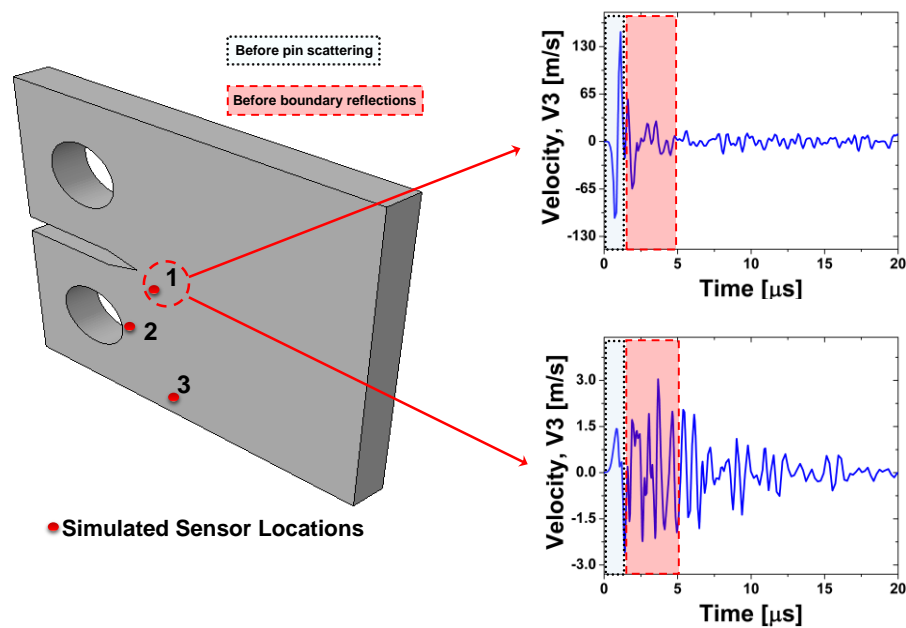 Before pin scattering
Before boundary reflections
1
2
3
Simulated Sensor Locations
Velocity, V3 [m/s]
130
65
0
-65
-130
0 5 10 15 20
Time [μs]
Velocity, V3 [m/s]
3.0
1.5
0.0
-1.5
-3.0
0 5 10 15 20
Time [μs]